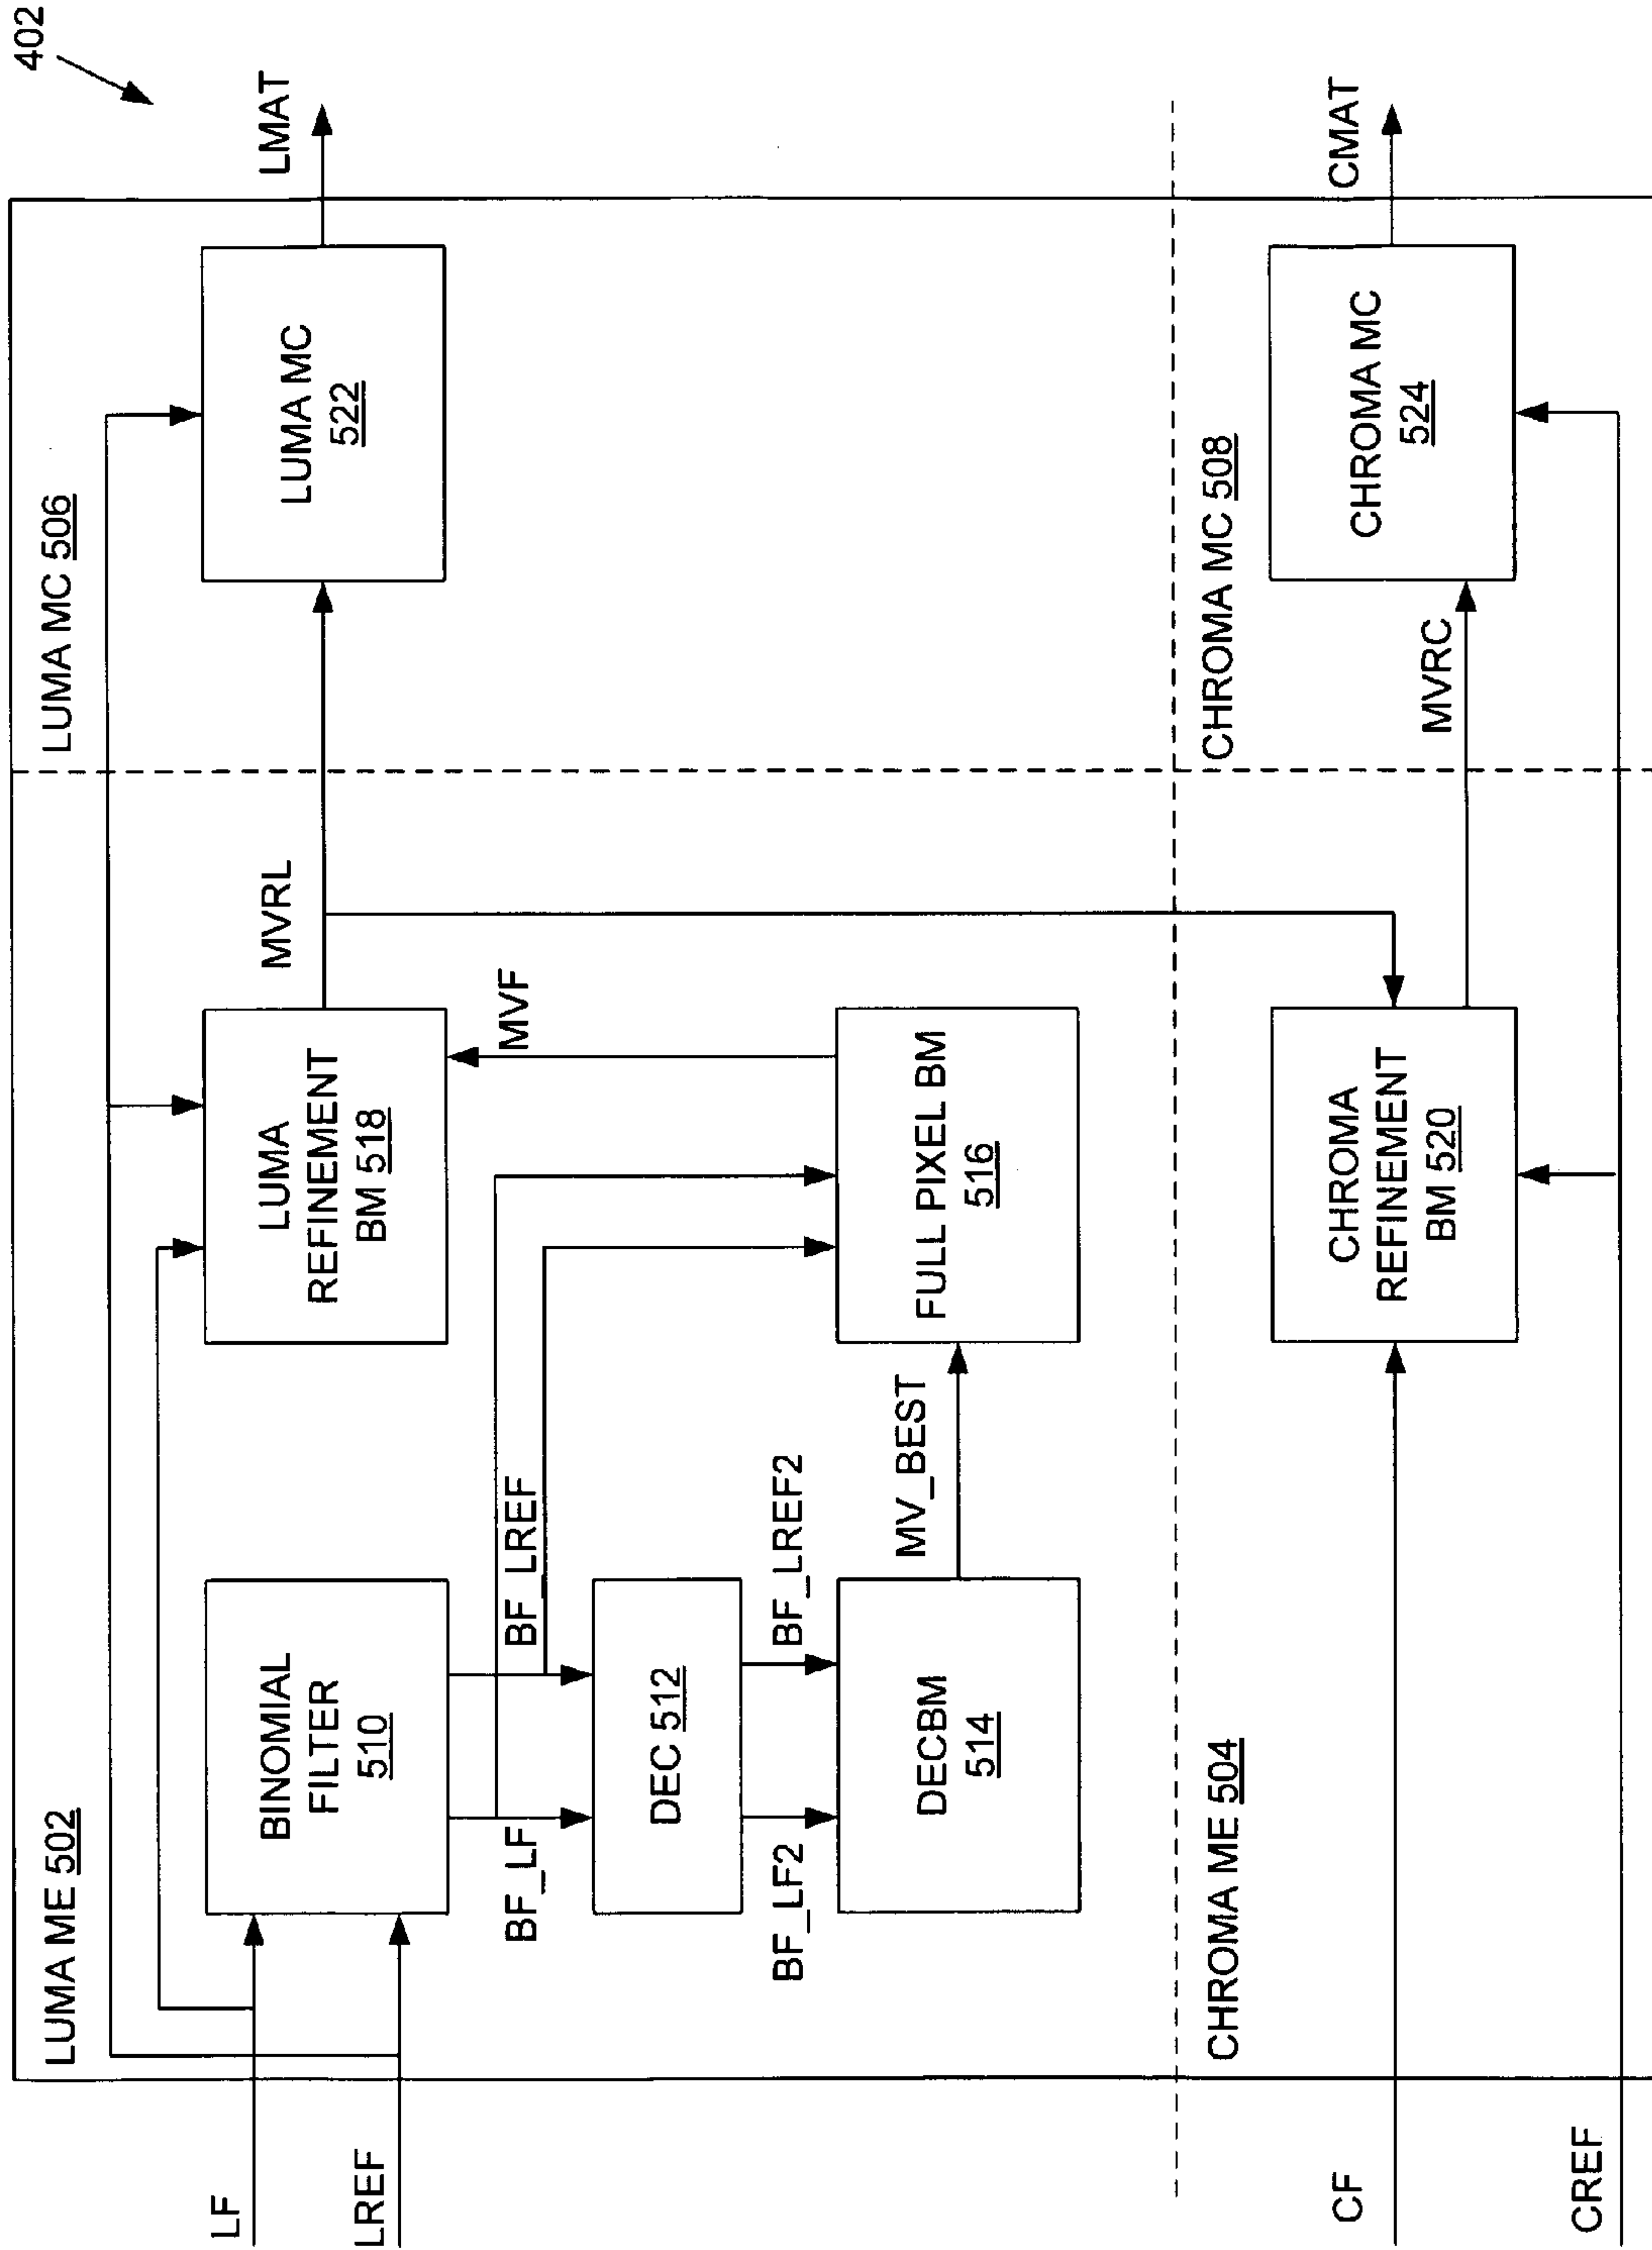 402
LUMA ME 502
LUMA MC 506
LF
LREF
BINOMIAL
FILTER
510
LUMA
REFINEMENT
BM 518
MVRL
LUMA MC
522
LMAT
BF_LF
BF_LREF
MVF
DEC 512
BF_LF2
BF_LREF2
DECBM
514
MV_BEST
FULL PIXEL BM
516
CHROMA ME 504
CHROMA MC 508
CF
CREF
CHROMA
REFINEMENT
BM 520
MVRC
CHROMA MC
524
CMAT